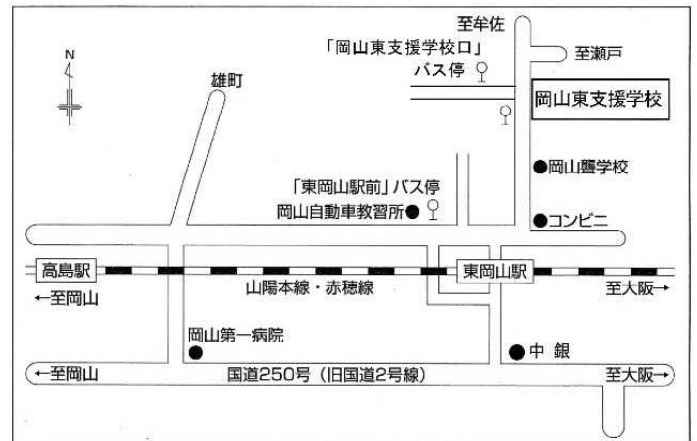 至牟佐
「岡山東支援学校口」
バス停
至瀬戸
N
雄町
岡山東支援学校
岡山聾学校
「東岡山駅前」バス停
岡山自動車教習所
コンビニ
高島駅
東岡山駅
←至岡山
山陽本線・赤穂線
至大阪→
岡山第一病院
中 銀
←至岡山
国道250号（旧国道2号線）
至大阪→